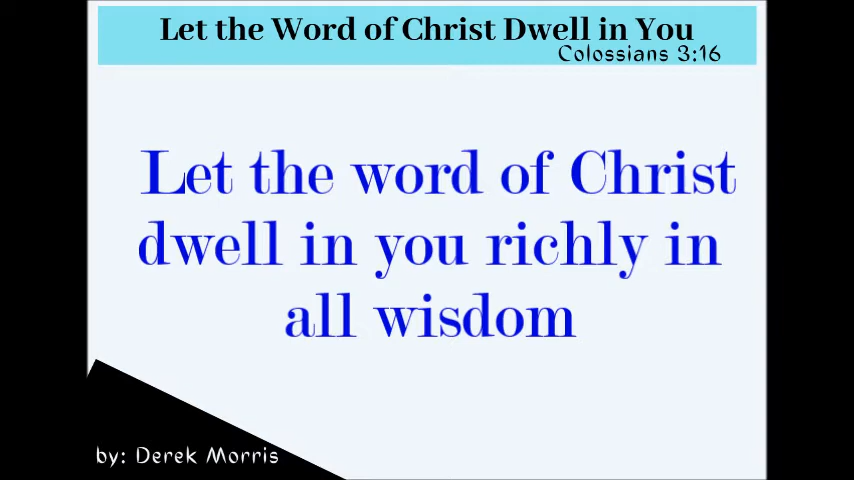 Let the Word of Christ Dwell in You
Colossians 3:16
Let the word of Christ
dwell in you richly in
all wisdom
by: Derek Morris